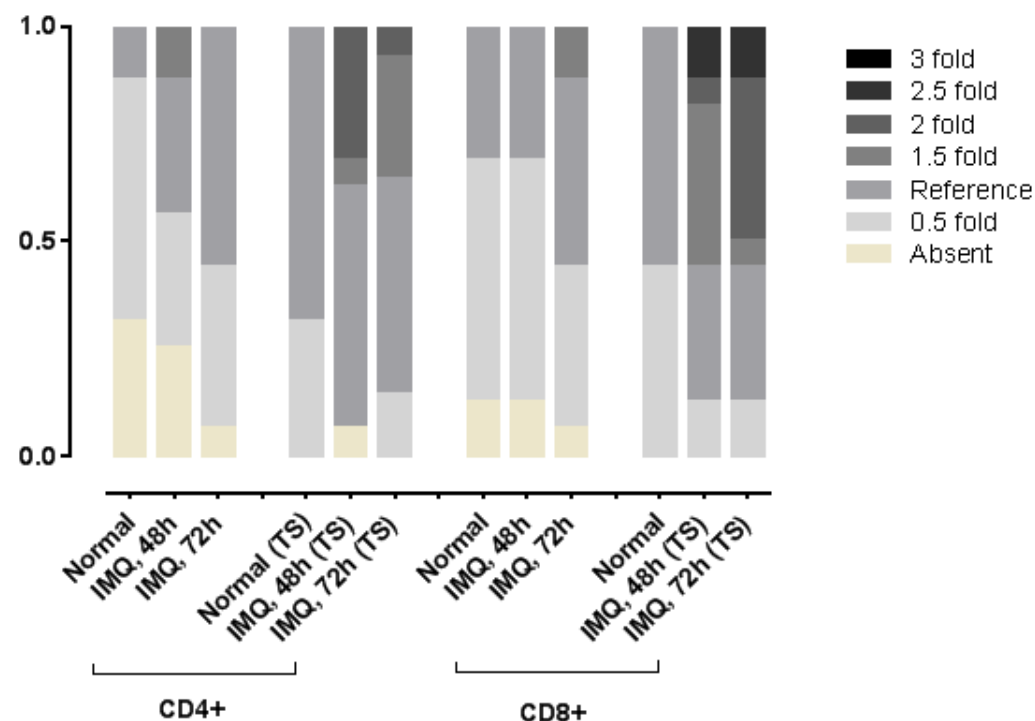 1.0
0.5
0.0
3 fold
2.5 fold
2 fold
1.5 fold
Reference
0.5 fold
Absent
Normal
IMQ, 48h
IMQ, 72h
Normal (TS)
IMQ, 48h (TS)
IMQ, 72h (TS)
Normal
IMQ, 48h
IMQ, 72h
Normal
IMQ, 48h (TS)
IMQ, 72h (TS)
CD4+
CD8+